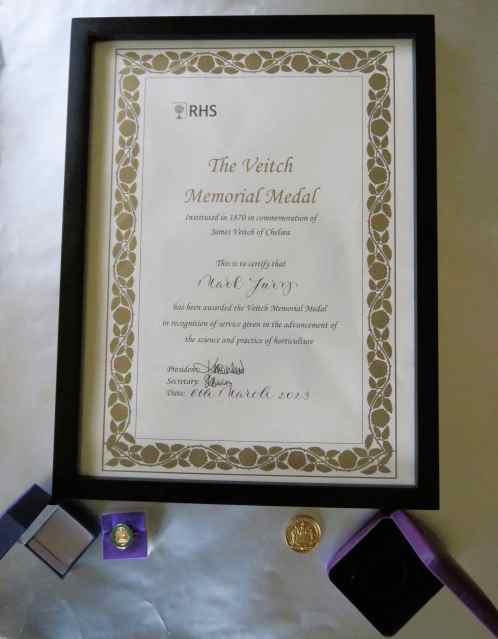 RHS
The Veitch
Memorial Medal
Instituted in 1870 in commemoration of
James Veitch of Chelsea
This is to certify that
Mark Jury
has been awarded the Veitch Memorial Medal
in recognition of service given in the advancement of
the science and practice of horticulture
President:
Secretary:
Date: 6th March 2023